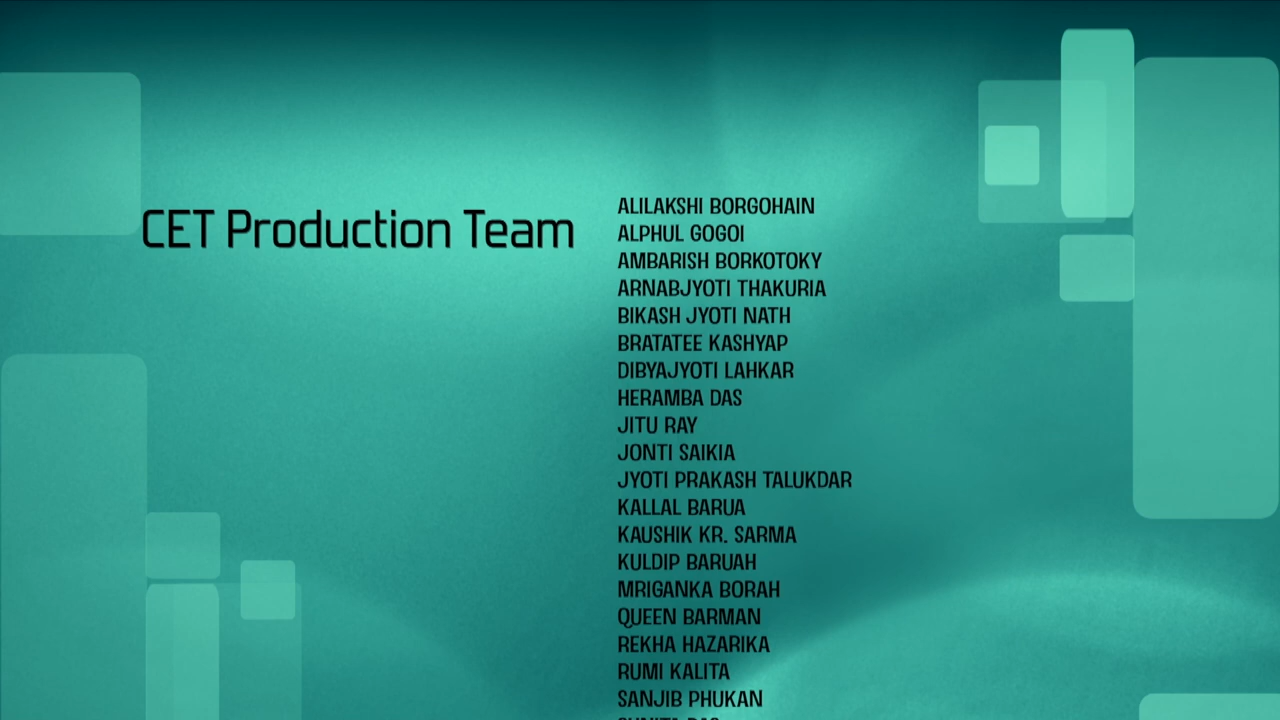 CET Production Team
ALILAKSHI BORGOHAIN
ALPHUL GOGOI
AMBARISH BORKOTOKY
ARNABJYOTI THAKURIA
BIKASH JYOTI NATH
BRATATEE KASHYAP
DIBYAJYOTI LAHKAR
HERAMBA DAS
JITU RAY
JONTI SAIKIA
JYOTI PRAKASH TALUKDAR
KALLAL BARUA
KAUSHIK KR. SARMA
KULDIP BARUAH
MRIGANKA BORAH
QUEEN BARMAN
REKHA HAZARIKA
RUMI KALITA
SANJIB PHUKAN